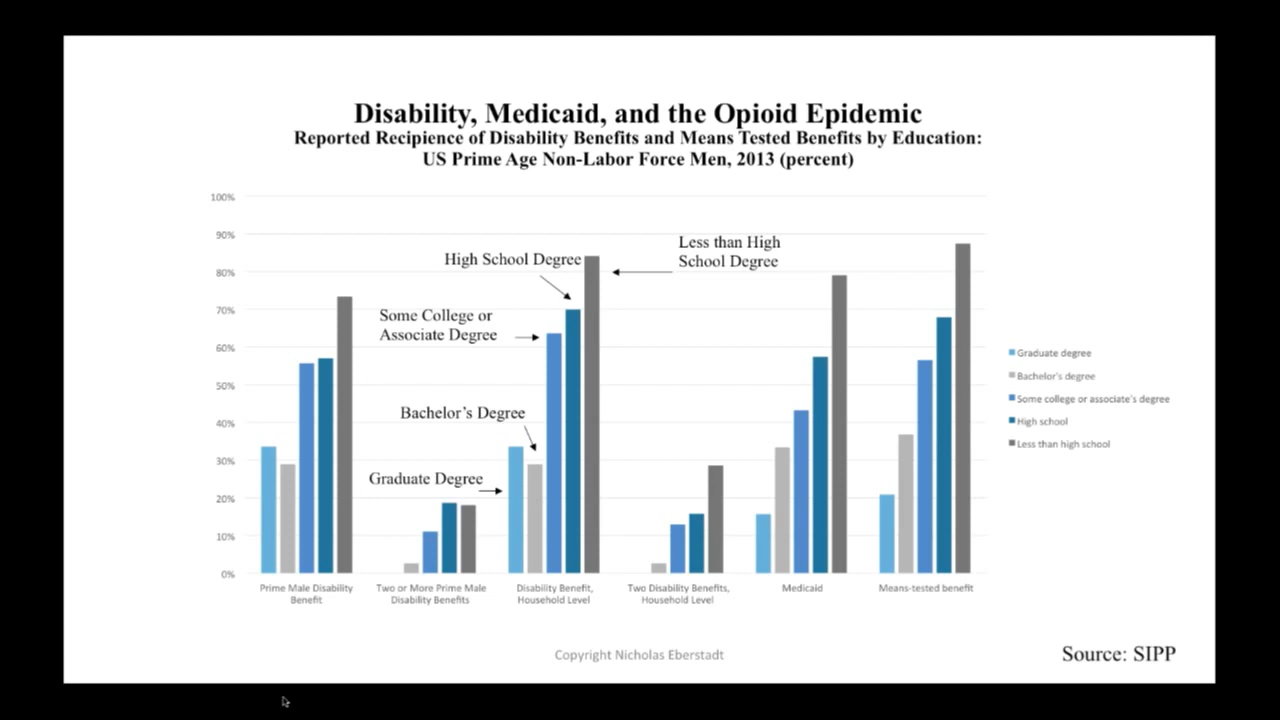 Disability, Medicaid, and the Opioid Epidemic
Reported Recipience of Disability Benefits and Means Tested Benefits by Education:
US Prime Age Non-Labor Force Men, 2013 (percent)
100%
90%
80%
70%
60%
50%
40%
30%
20%
10%
0%
Less than High
School Degree
High School Degree
Some College or
Associate Degree
Bachelor's Degree
Graduate Degree
Graduate degree
Bachelor's degree
Some college or associate's degree
High school
Less than high school
Prime Male Disability
Benefit
Two or More Prime Male
Disability Benefits
Disability Benefit,
Household Level
Two Disability Benefits,
Household Level
Medicaid
Means-tested benefit
Copyright Nicholas Eberstadt
Source: SIPP